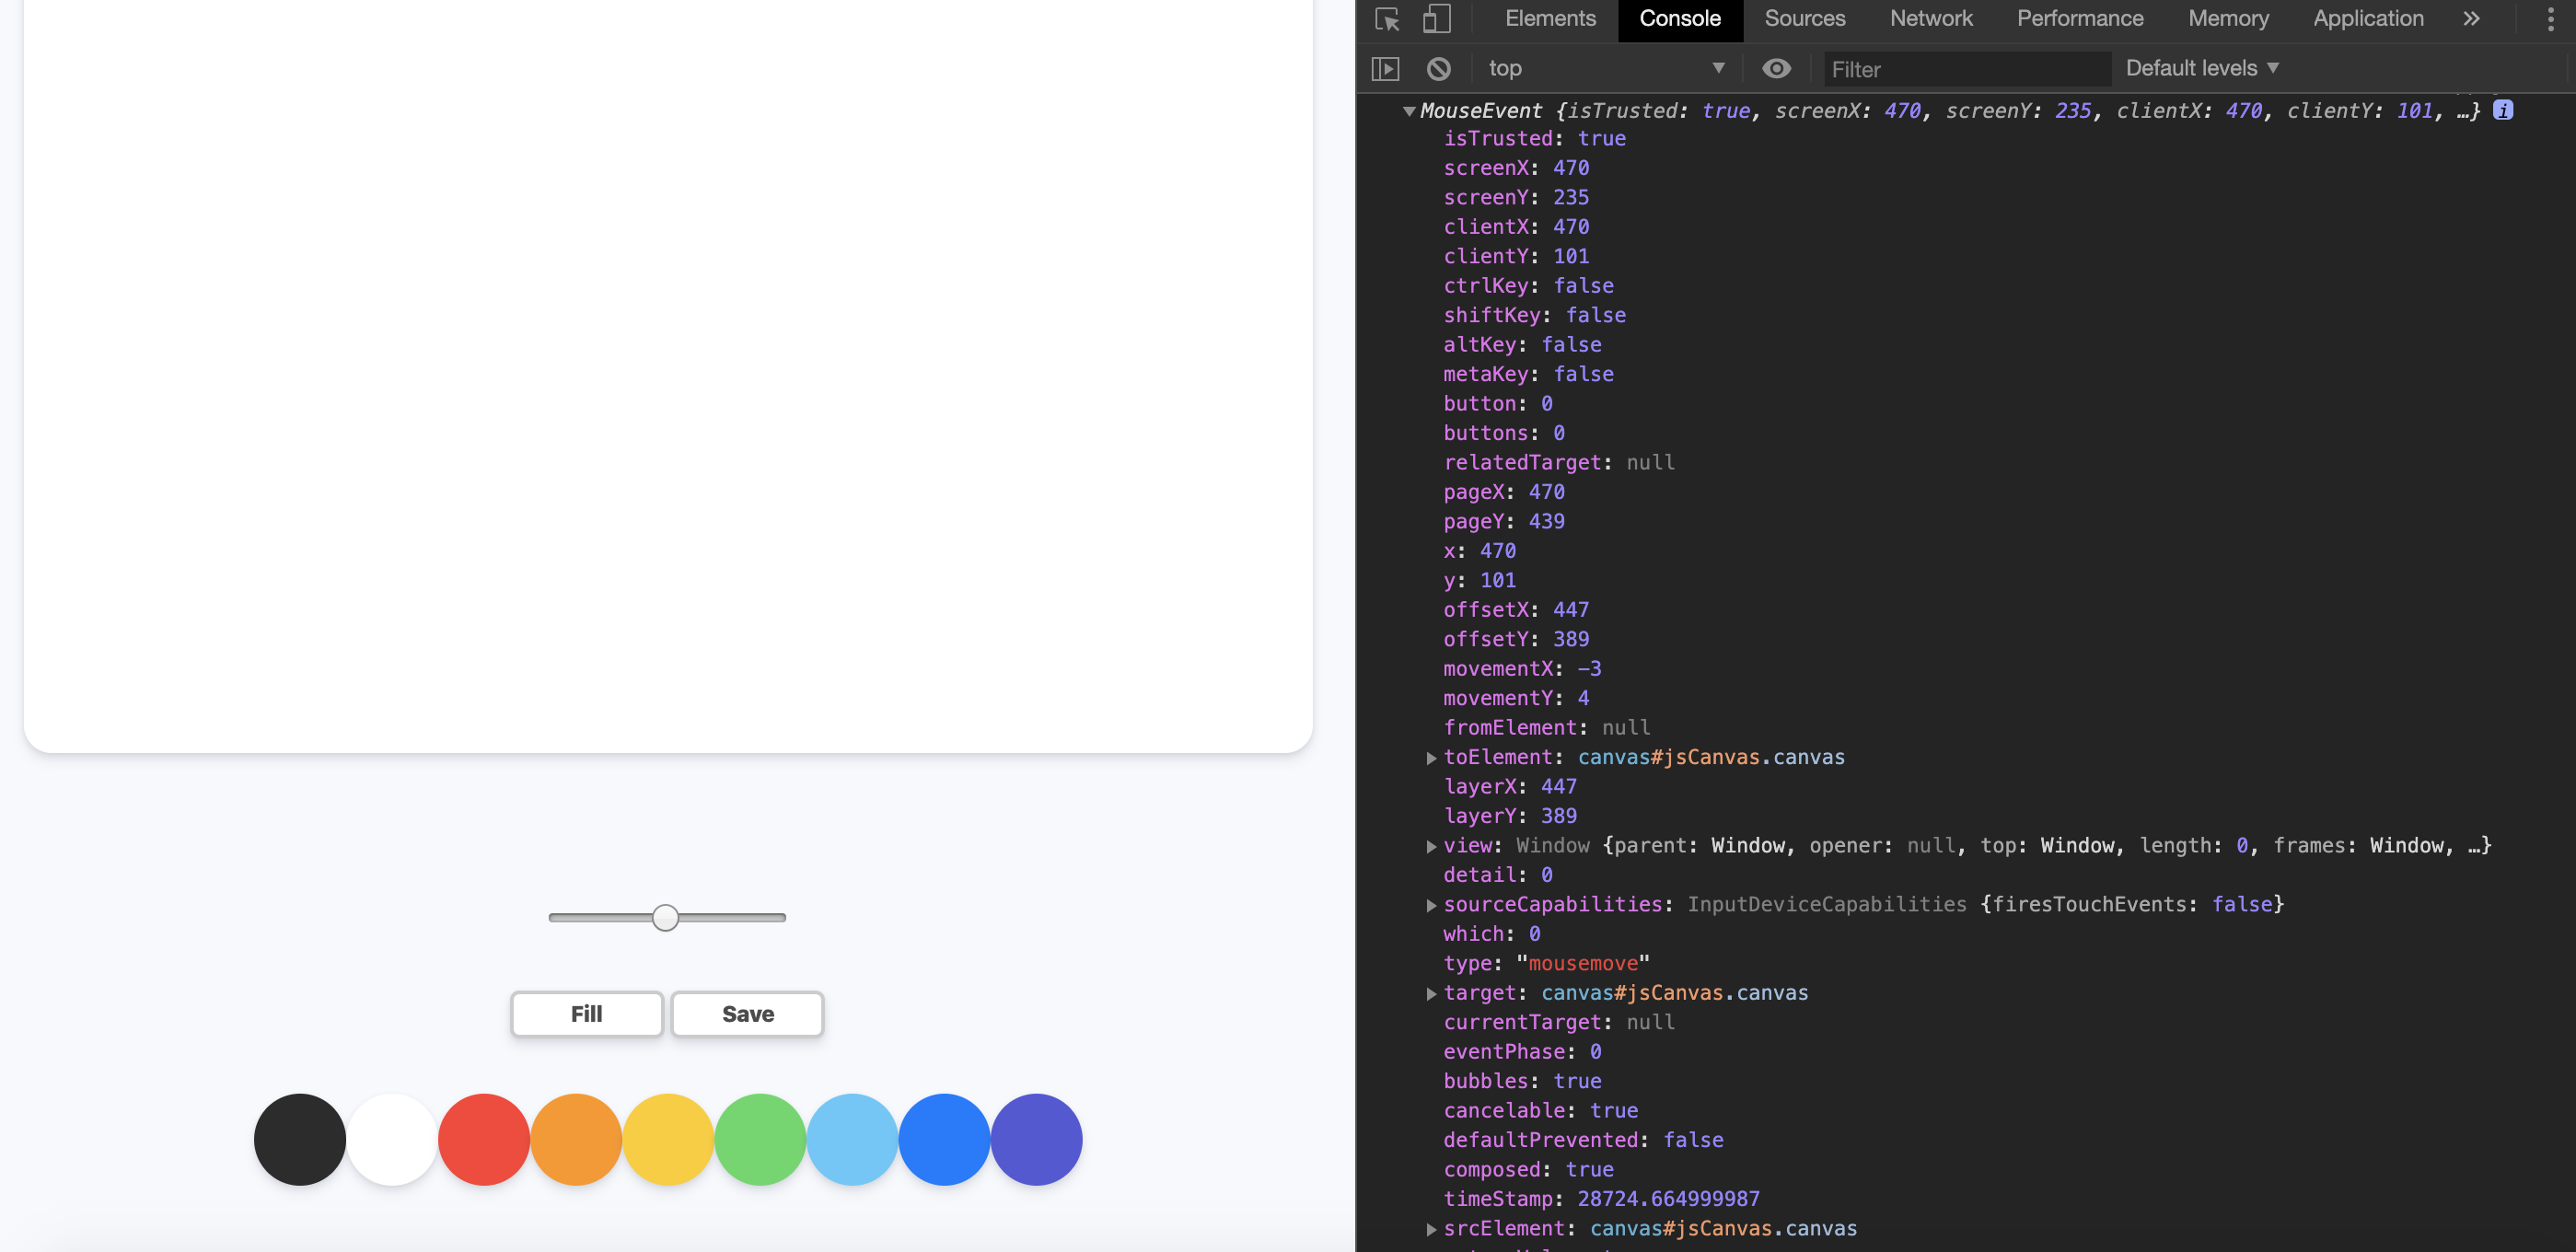 Elements Console Sources Network Performance Memory Application »
top Filter Default levels
MouseEvent {isTrusted: true, screenX: 470, screenY: 235, clientX: 470, clientY: 101, …} i
isTrusted: true
screenX: 470
screenY: 235
clientX: 470
clientY: 101
ctrlKey: false
shiftKey: false
altKey: false
metaKey: false
button: 0
buttons: 0
relatedTarget: null
pageX: 470
pageY: 439
x: 470
y: 101
offsetX: 447
offsetY: 389
movementX: -3
movementY: 4
fromElement: null
toElement: canvas#jsCanvas.canvas
layerX: 447
layerY: 389
view: Window {parent: Window, opener: null, top: Window, length: 0, frames: Window, …}
detail: 0
sourceCapabilities: InputDeviceCapabilities {firesTouchEvents: false}
which: 0
type: "mousemove"
target: canvas#jsCanvas.canvas
currentTarget: null
eventPhase: 0
bubbles: true
cancelable: true
defaultPrevented: false
composed: true
timeStamp: 28724.664999987
srcElement: canvas#jsCanvas.canvas
Fill Save